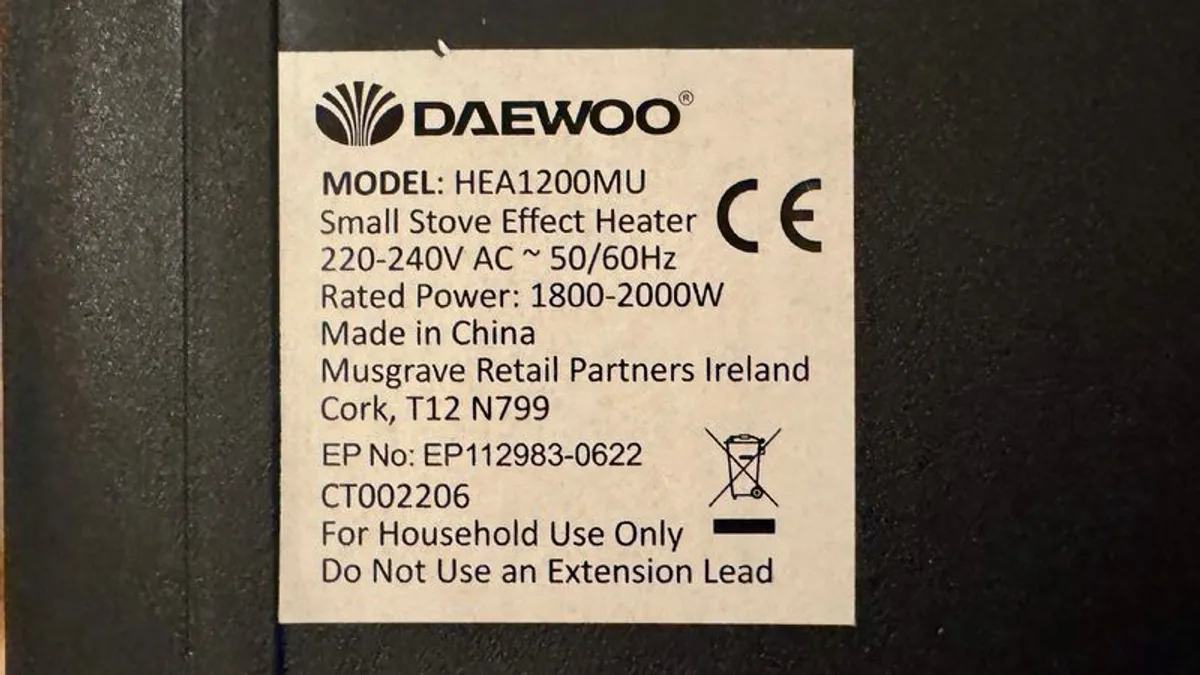 DAEWOO®
MODEL: HEA1200MU
Small Stove Effect Heater
CE
220-240V AC ~ 50/60Hz
Rated Power: 1800-2000W
Made in China
Musgrave Retail Partners Ireland
Cork, T12 N799
EP No: EP112983-0622
CT002206
For Household Use Only
Do Not Use an Extension Lead